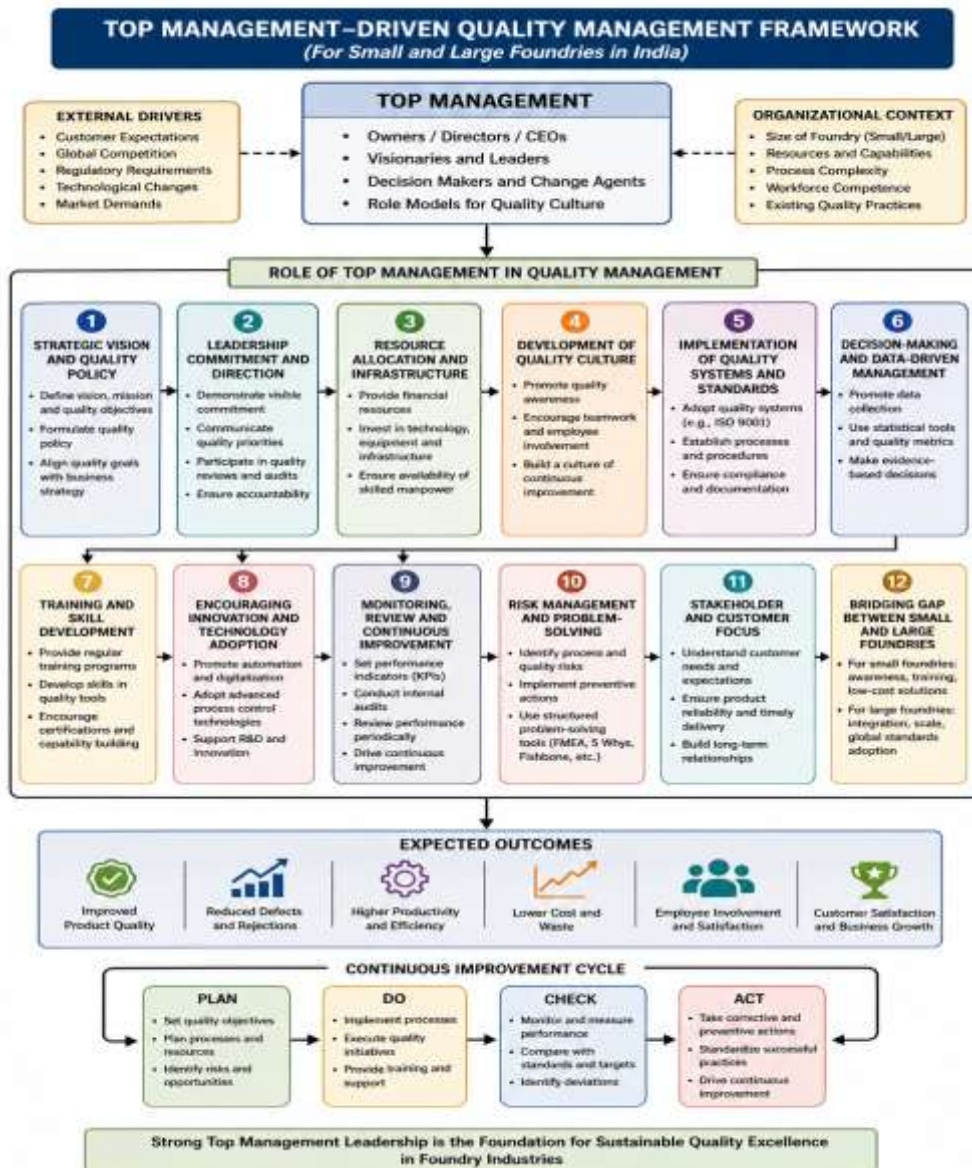 TOP MANAGEMENT–DRIVEN QUALITY MANAGEMENT FRAMEWORK
(For Small and Large Foundries in India)
EXTERNAL DRIVERS
• Customer Expectations
• Global Competition
• Regulatory Requirements
• Technological Changes
• Market Demands
TOP MANAGEMENT
• Owners / Directors / CEOs
• Visionaries and Leaders
• Decision Makers and Change Agents
• Role Models for Quality Culture
ORGANIZATIONAL CONTEXT
• Size of Foundry (Small/Large)
• Resources and Capabilities
• Process Complexity
• Workforce Competence
• Existing Quality Practices
ROLE OF TOP MANAGEMENT IN QUALITY MANAGEMENT
1
STRATEGIC VISION
AND QUALITY
POLICY
• Define vision, mission
and quality objectives
• Formulate quality
policy
• Align quality goals
with business
strategy
2
LEADERSHIP
COMMITMENT AND
DIRECTION
• Demonstrate visible
commitment
• Communicate
quality priorities
• Participate in quality
reviews and audits
• Ensure accountability
3
RESOURCE
ALLOCATION AND
INFRASTRUCTURE
• Provide financial
resources
• Invest in technology,
equipment and
infrastructure
• Ensure availability of
skilled manpower
4
DEVELOPMENT OF
QUALITY CULTURE
• Promote quality
awareness
• Encourage teamwork
and employee
involvement
• Build a culture of
continuous
improvement
5
IMPLEMENTATION
OF QUALITY
SYSTEMS AND
STANDARDS
• Adopt quality systems
(e.g., ISO 9001)
• Establish processes
and procedures
• Ensure compliance
and documentation
6
DECISION-MAKING
AND DATA-DRIVEN
MANAGEMENT
• Promote data
collection
• Use statistical tools
and quality metrics
• Make evidence-
based decisions
7
TRAINING AND
SKILL
DEVELOPMENT
• Provide regular
training programs
• Develop skills in
quality tools
• Encourage
certifications and
capability building
8
ENCOURAGING
INNOVATION AND
TECHNOLOGY
ADOPTION
• Promote automation
and digitalization
• Adopt advanced
process control
technologies
• Support R&D and
innovation
9
MONITORING,
REVIEW AND
CONTINUOUS
IMPROVEMENT
• Set performance
indicators (KPIs)
• Conduct internal
audits
• Review performance
periodically
• Drive continuous
improvement
10
RISK MANAGEMENT
AND PROBLEM-
SOLVING
• Identify process and
quality risks
• Implement preventive
actions
• Use structured
problem-solving
tools (FMEA, 5 Whys,
Fishbone, etc.)
11
STAKEHOLDER
AND CUSTOMER
FOCUS
• Understand customer
needs and
expectations
• Ensure product
reliability and timely
delivery
• Build long-term
relationships
12
BRIDGING GAP
BETWEEN SMALL
AND LARGE
FOUNDRIES
• For small foundries:
awareness, training,
low-cost solutions
• For large foundries:
integration, scale,
global standards
adoption
EXPECTED OUTCOMES
Improved
Product Quality
Reduced Defects
and Rejections
Higher Productivity
and Efficiency
Lower Cost and
Waste
Employee Involvement
and Satisfaction
Customer Satisfaction
and Business Growth
CONTINUOUS IMPROVEMENT CYCLE
PLAN
• Set quality objectives
• Plan processes and
resources
• Identify risks and
opportunities
DO
• Implement processes
• Execute quality
initiatives
• Provide training and
support
CHECK
• Monitor and measure
performance
• Compare with
standards and targets
• Identify deviations
ACT
• Take corrective and
preventive actions
• Standardize successful
practices
• Drive continuous
improvement
Strong Top Management Leadership is the Foundation for Sustainable Quality Excellence
in Foundry Industries